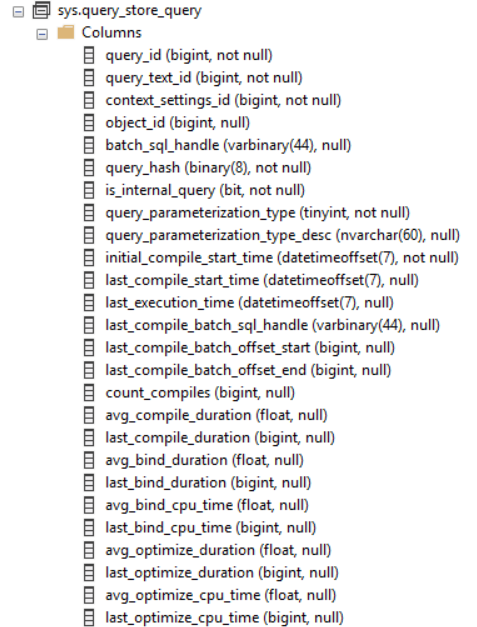 sys.query_store_query
Columns
query_id (bigint, not null)
query_text_id (bigint, not null)
context_settings_id (bigint, not null)
object_id (bigint, null)
batch_sql_handle (varbinary(44), null)
query_hash (binary(8), not null)
is_internal_query (bit, not null)
query_parameterization_type (tinyint, not null)
query_parameterization_type_desc (nvarchar(60), null)
initial_compile_start_time (datetimeoffset(7), not null)
last_compile_start_time (datetimeoffset(7), null)
last_execution_time (datetimeoffset(7), null)
last_compile_batch_sql_handle (varbinary(44), null)
last_compile_batch_offset_start (bigint, null)
last_compile_batch_offset_end (bigint, null)
count_compiles (bigint, null)
avg_compile_duration (float, null)
last_compile_duration (bigint, null)
avg_bind_duration (float, null)
last_bind_duration (bigint, null)
avg_bind_cpu_time (float, null)
last_bind_cpu_time (bigint, null)
avg_optimize_duration (float, null)
last_optimize_duration (bigint, null)
avg_optimize_cpu_time (float, null)
last_optimize_cpu_time (bigint, null)